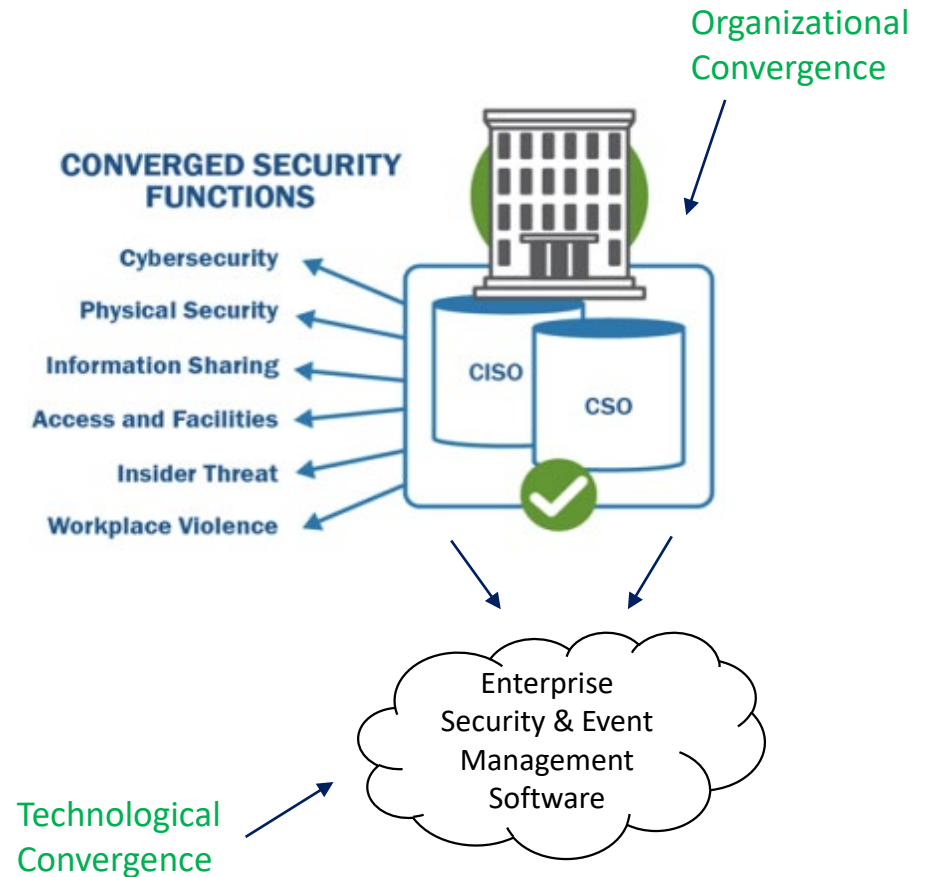 Organizational
Convergence
CONVERGED SECURITY
FUNCTIONS
Cybersecurity
Physical Security
Information Sharing
Access and Facilities
Insider Threat
Workplace Violence
CISO
CSO
Enterprise
Security & Event
Management
Software
Technological
Convergence